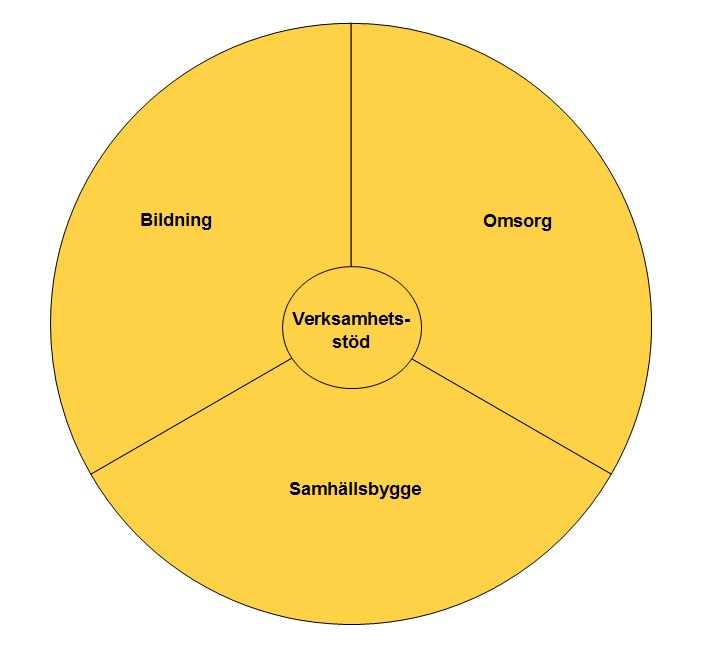 Bildning
Omsorg
Verksamhets-
stöd
Samhällsbygge